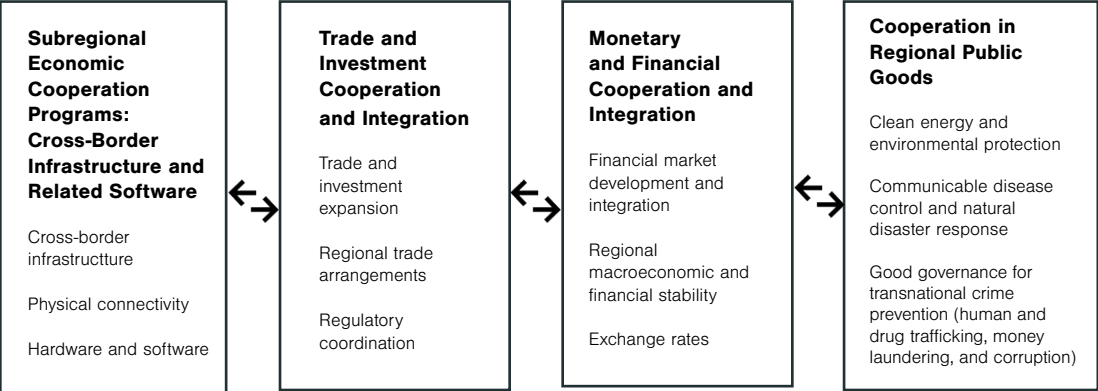 Subregional
Economic
Cooperation
Programs:
Cross-Border
Infrastructure and
Related Software
Cross-border
infrastructture
Physical connectivity
Hardware and software
Trade and
Investment
Cooperation
and Integration
Trade and
investment
expansion
Regional trade
arrangements
Regulatory
coordination
Monetary
and Financial
Cooperation and
Integration
Financial market
development and
integration
Regional
macroeconomic and
financial stability
Exchange rates
Cooperation in
Regional Public
Goods
Clean energy and
environmental protection
Communicable disease
control and natural
disaster response
Good governance for
transnational crime
prevention (human and
drug trafficking, money
laundering, and corruption)